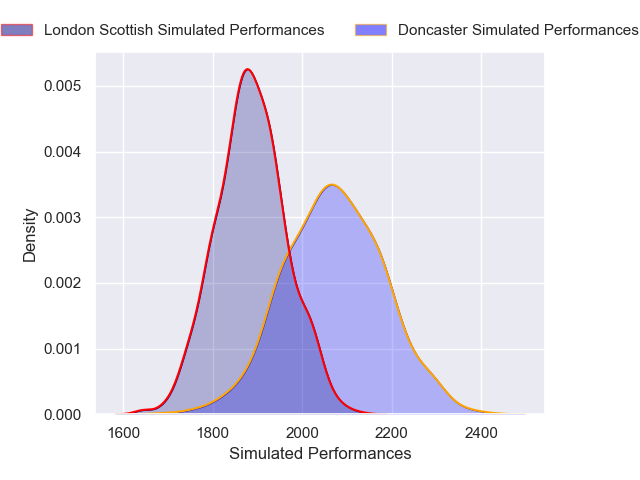 London Scottish Simulated Performances Doncaster Simulated Performances
0.005
0.004
0.003
0.002
0.001
0.000
Density
1600 1800 2000 2200 2400
Simulated Performances